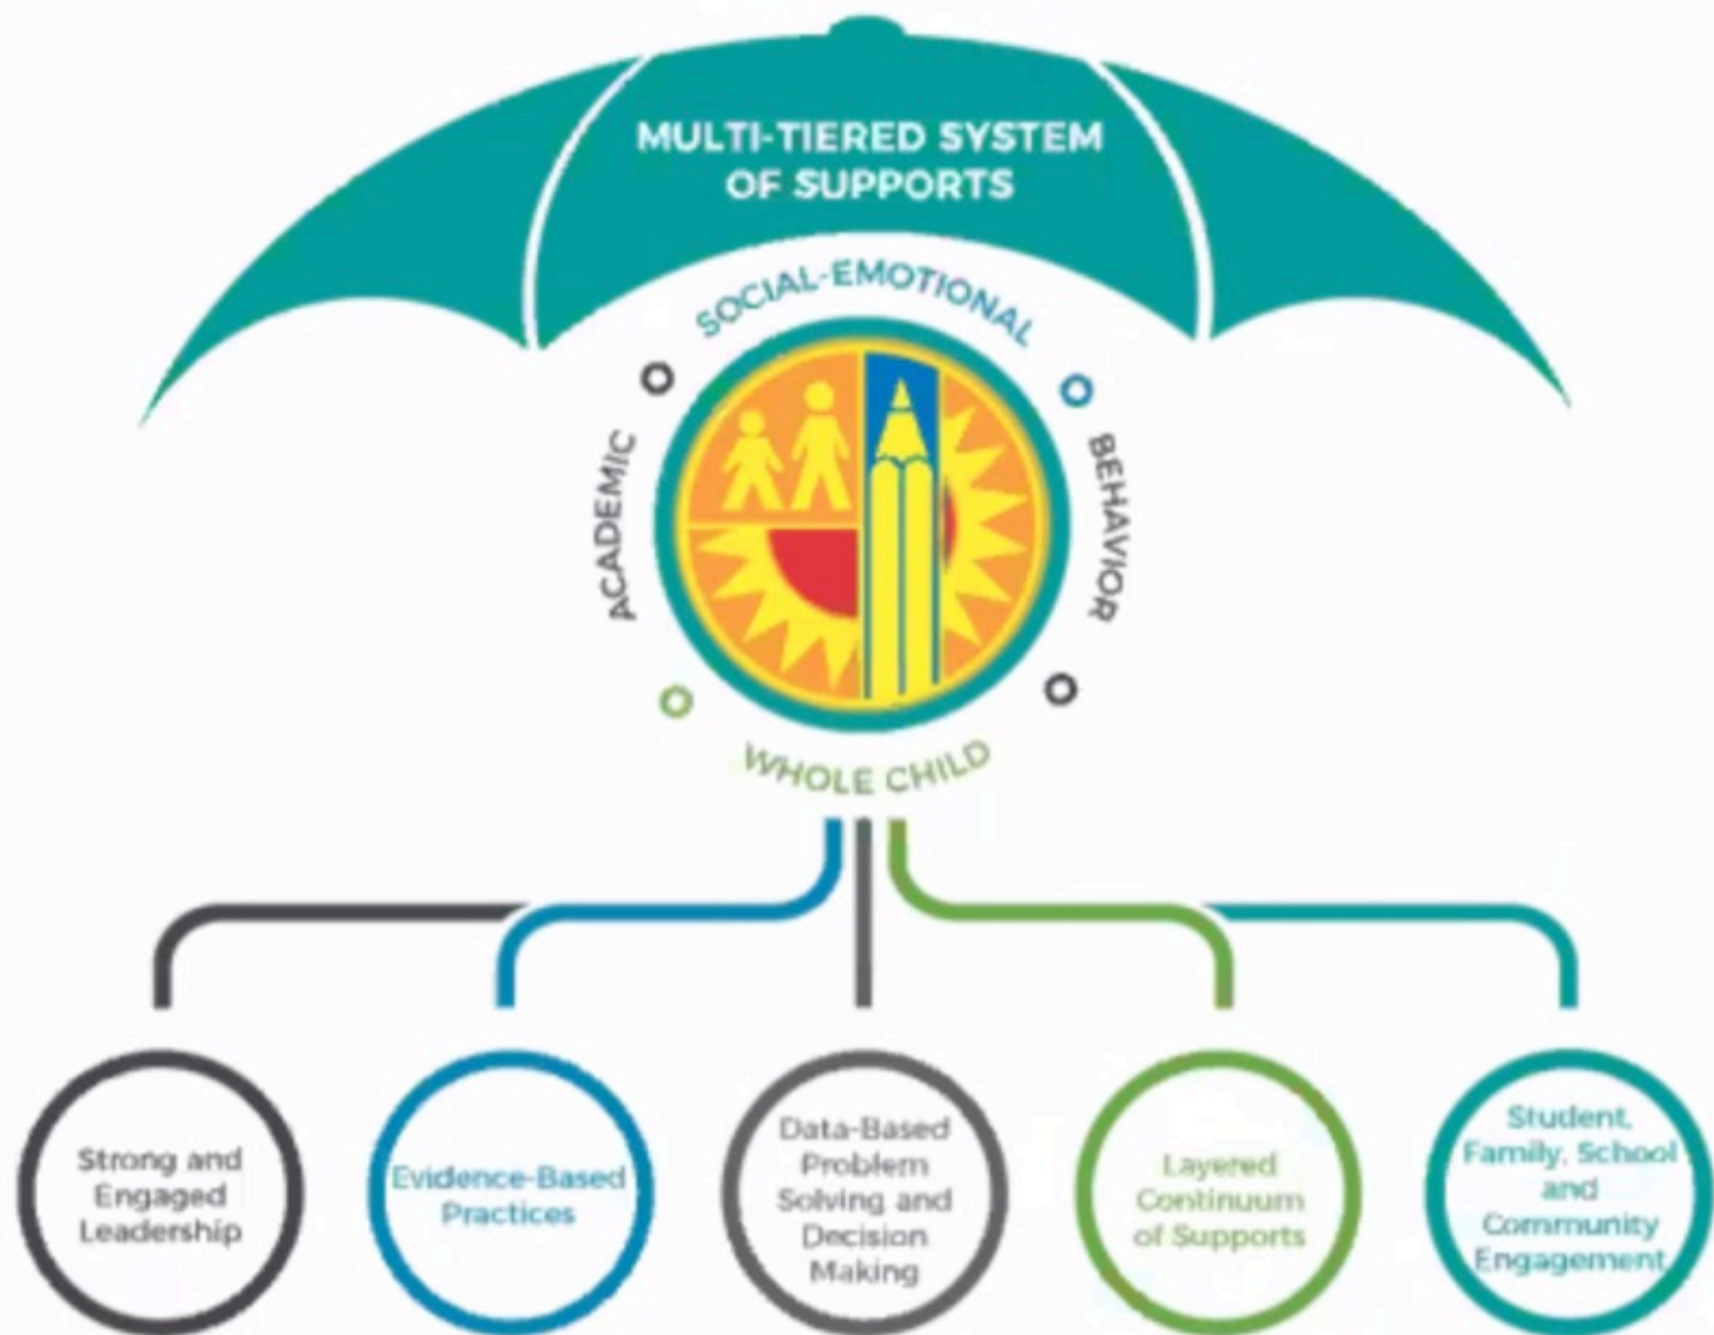 MULTI-TIERED SYSTEM
OF SUPPORTS
SOCIAL-EMOTIONAL
ACADEMIC
BEHAVIOR
WHOLE CHILD
Strong and
Engaged
Leadership
Evidence-Based
Practices
Data-Based
Problem
Solving and
Decision
Making
Layered
Continuum
of Supports
Student,
Family, School
and
Community
Engagement